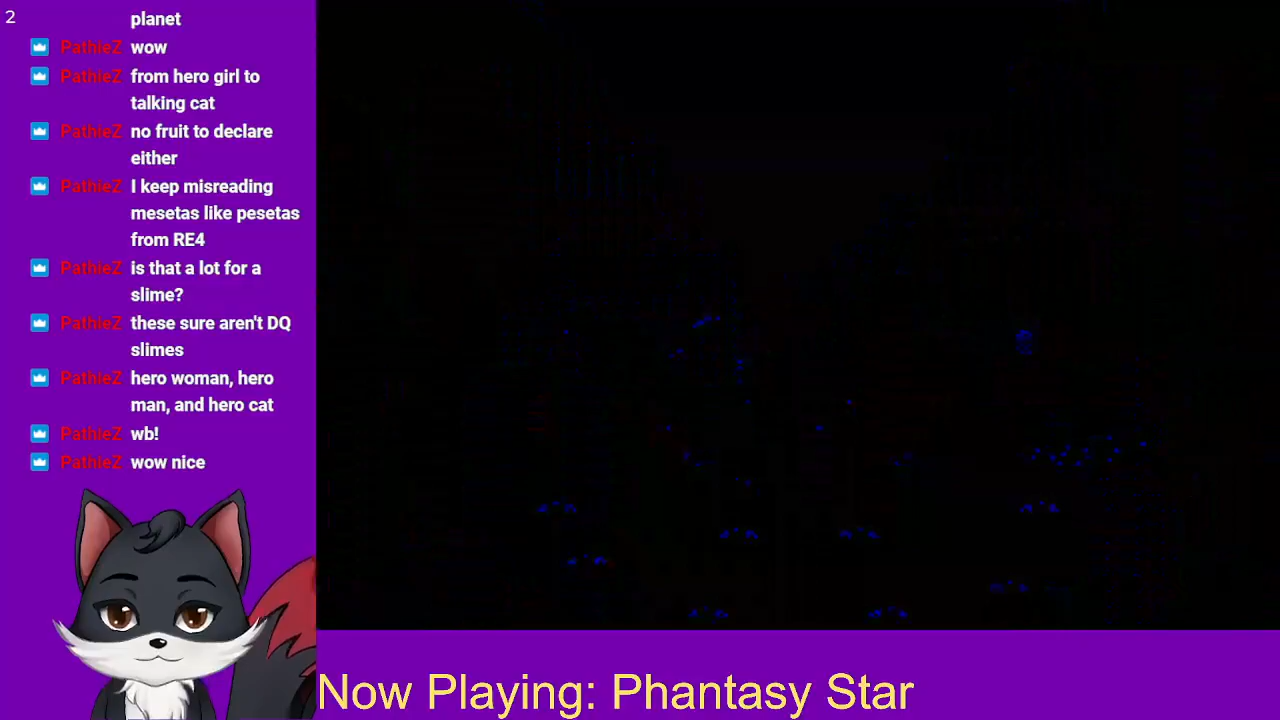 2
planet
PathieZ wow
PathieZ from hero girl to
talking cat
PathieZ no fruit to declare
either
PathieZ I keep misreading
mesetas like pesetas
from RE4
PathieZ is that a lot for a
slime?
PathieZ these sure aren't DQ
slimes
PathieZ hero woman, hero
man, and hero cat
PathieZ wb!
PathieZ wow nice
Now Playing: Phantasy Star